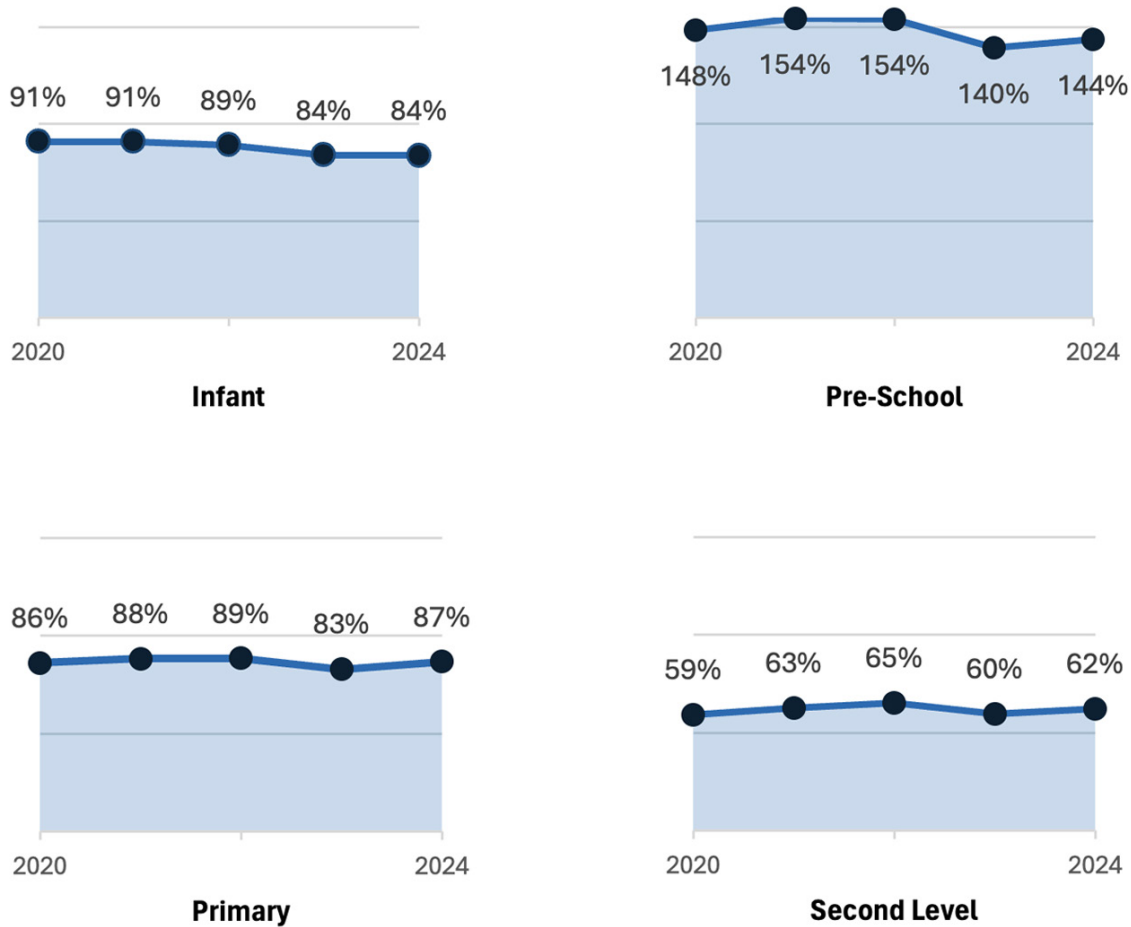 91% 91% 89% 84% 84%
2020 2024
Infant
148% 154% 154% 140% 144%
2020 2024
Pre-School
86% 88% 89% 83% 87%
2020 2024
Primary
59% 63% 65% 60% 62%
2020 2024
Second Level